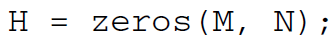 H = zeros(M, N);